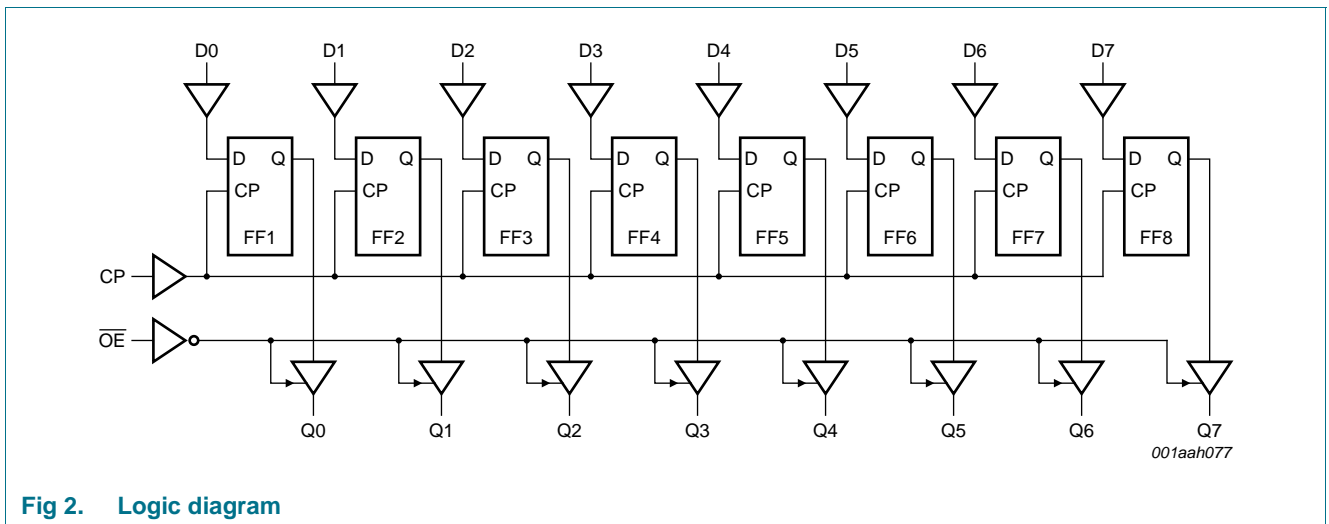 D0 D1 D2 D3 D4 D5 D6 D7
D Q D Q D Q D Q D Q D Q D Q D Q
CP CP CP CP CP CP CP CP
FF1 FF2 FF3 FF4 FF5 FF6 FF7 FF8
CP
O̅E̅
Q0 Q1 Q2 Q3 Q4 Q5 Q6 Q7
001aah077
Fig 2. Logic diagram